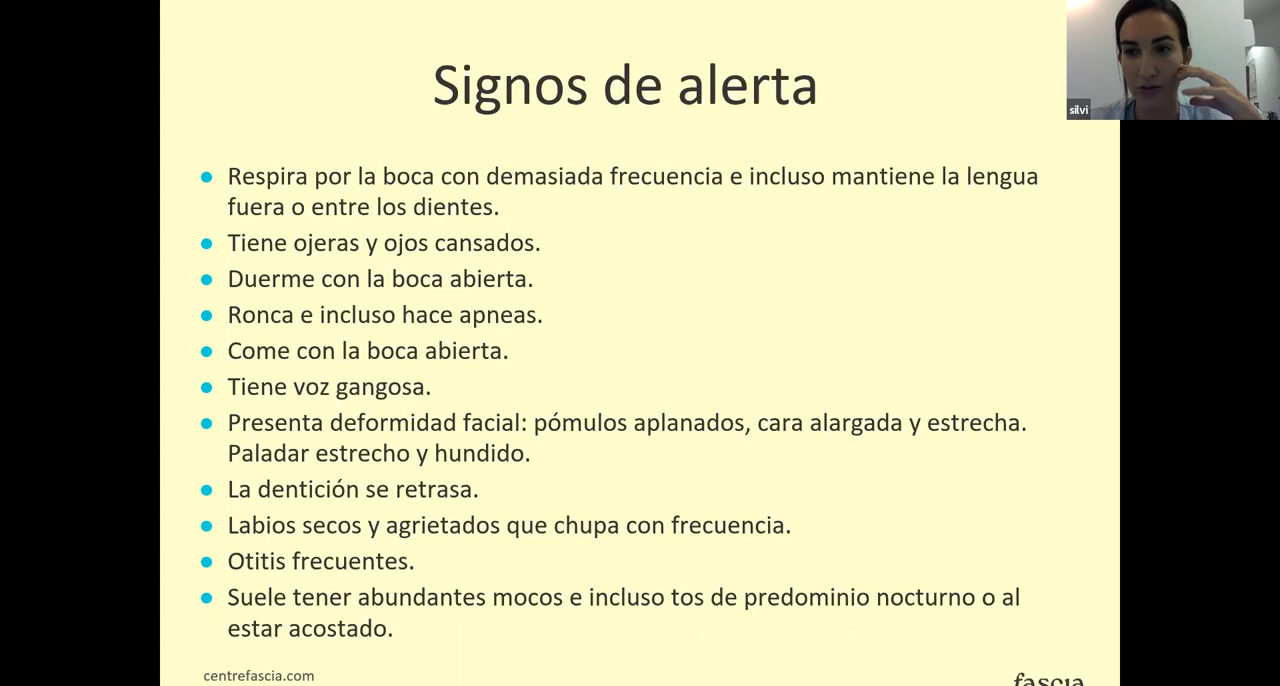 Signos de alerta
silvi
Respira por la boca con demasiada frecuencia e incluso mantiene la lengua
fuera o entre los dientes.
Tiene ojeras y ojos cansados.
Duerme con la boca abierta.
Ronca e incluso hace apneas.
Come con la boca abierta.
Tiene voz gangosa.
Presenta deformidad facial: pómulos aplanados, cara alargada y estrecha.
Paladar estrecho y hundido.
La dentición se retrasa.
Labios secos y agrietados que chupa con frecuencia.
Otitis frecuentes.
Suele tener abundantes mocos e incluso tos de predominio nocturno o al
estar acostado.
centrefascia.com
fascia